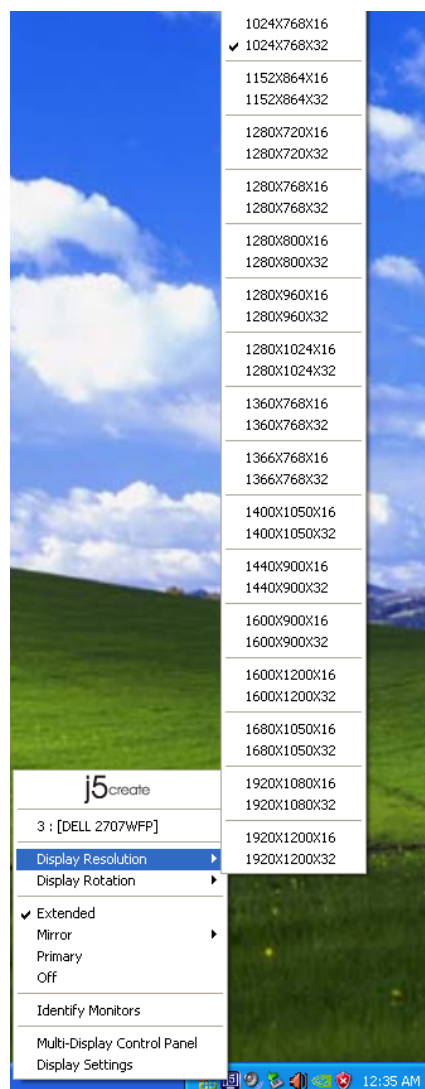 1024X768X16
1024X768X32
1152X864X16
1152X864X32
1280X720X16
1280X720X32
1280X768X16
1280X768X32
1280X800X16
1280X800X32
1280X960X16
1280X960X32
1280X1024X16
1280X1024X32
1360X768X16
1360X768X32
1366X768X16
1366X768X32
1400X1050X16
1400X1050X32
1440X900X16
1440X900X32
1600X900X16
1600X900X32
1600X1200X16
1600X1200X32
1680X1050X16
1680X1050X32
1920X1080X16
1920X1080X32
1920X1200X16
1920X1200X32
j5create
3 : [DELL 2707WFP]
Display Resolution
Display Rotation
Extended
Mirror
Primary
Off
Identify Monitors
Multi-Display Control Panel
Display Settings
12:35 AM